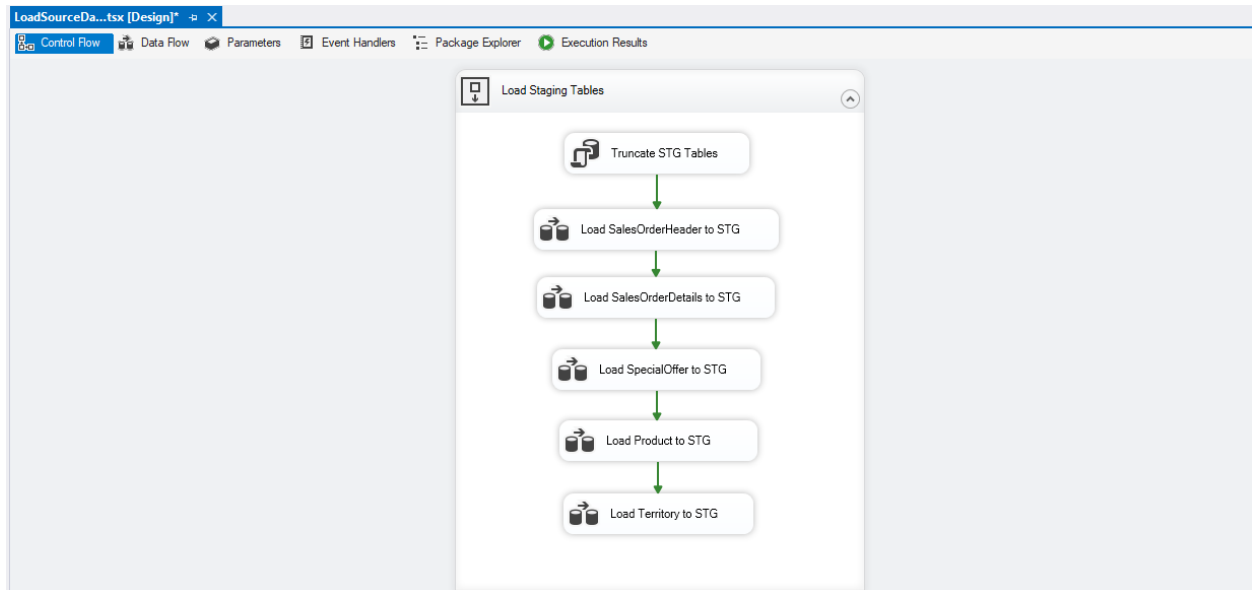 LoadSourceDa...tsx [Design]*
Control Flow Data Flow Parameters Event Handlers Package Explorer Execution Results
Load Staging Tables
Truncate STG Tables
Load SalesOrderHeader to STG
Load SalesOrderDetails to STG
Load SpecialOffer to STG
Load Product to STG
Load Territory to STG